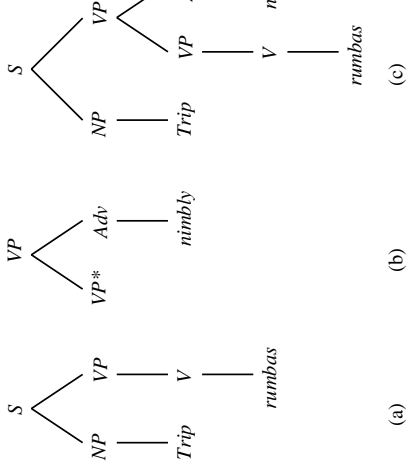 S
NP VP
Trip V
rumbas
(a)
VP
VP* Adv
nimbly
(b)
S
NP VP
Trip VP
V
rumbas
(c)